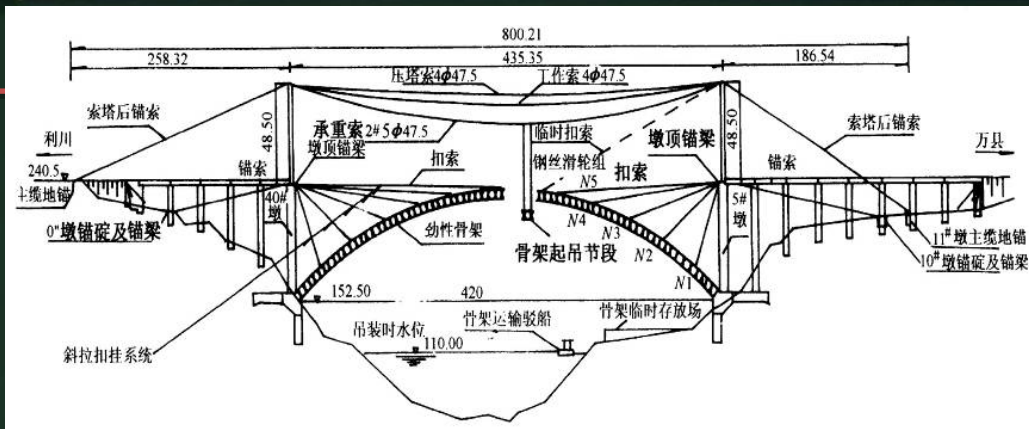 800.21
258.32
435.35
186.54
压塔索4ϕ47.5
工作索 4ϕ47.5
索塔后锚索
48.50
承重索2#5ϕ47.5
临时扣索
48.50
索塔后锚索
利川
墩顶锚梁
墩顶锚梁
万县
240.5
锚索
扣索
钢丝滑轮组
扣索
锚索
主缆地锚
N5
40#墩
5#墩
0"墩锚碇及锚梁
劲性骨架
N4
N3
骨架起吊节段
N2
11#墩主缆地锚
10#墩锚碇及锚梁
N1
152.50
420
吊装时水位
骨架运输驳船
骨架临时存放场
斜拉扣挂系统
110.00